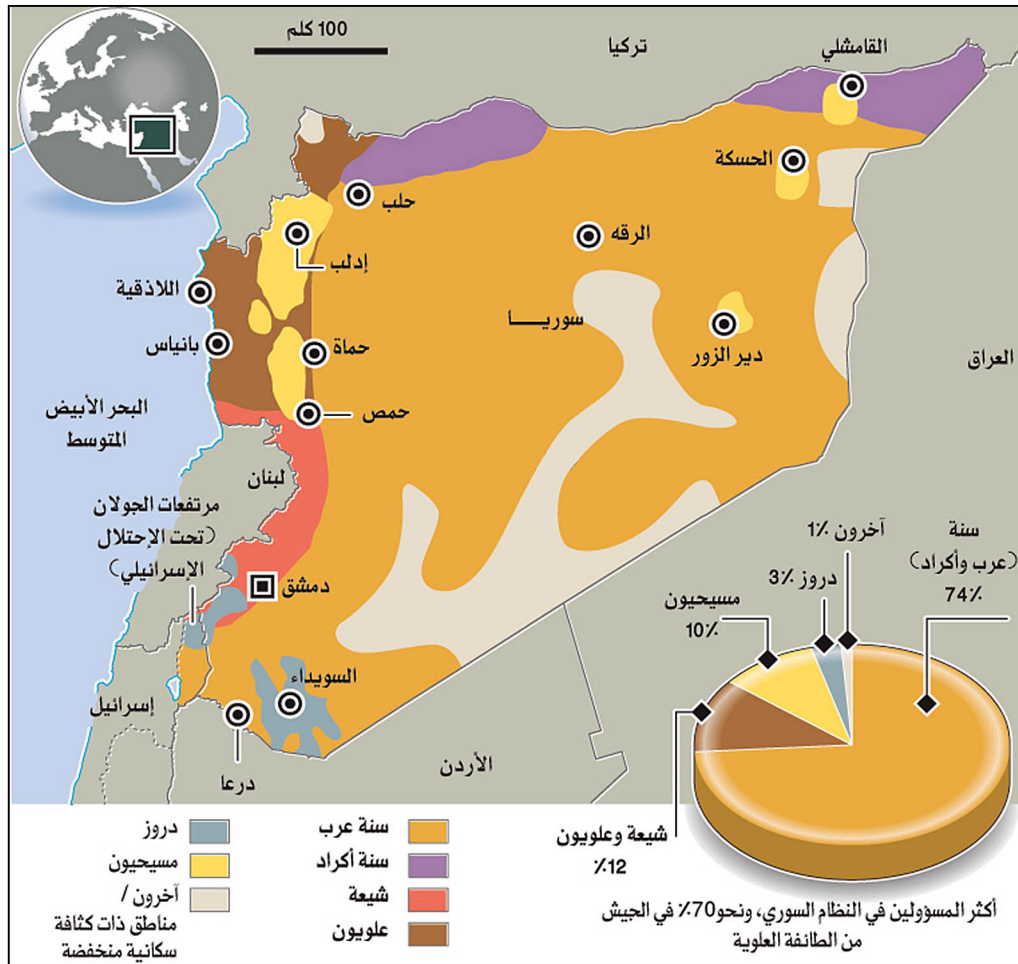 100 كلم
تركيا
القامشلي
الحسكة
حلب
الرقه
إدلب
اللاذقية
سوريـــــا
بانياس
حماة
دير الزور
العراق
حمص
البحر الأبيض
المتوسط
لبنان
مرتفعات الجولان
(تحت الإحتلال
الإسرائيلي)
دمشق
السويداء
إسرائيل
درعا
الأردن
سنة
(عرب وأكراد)
74٪
آخرون 1٪
دروز 3٪
مسيحيون
10٪
شيعة وعلويون
12٪
أكثر المسؤولين في النظام السوري، ونحو70٪ في الجيش
من الطائفة العلوية
سنة عرب
سنة أكراد
شيعة
علويون
دروز
مسيحيون
آخرون /
مناطق ذات كثافة
سكانية منخفضة